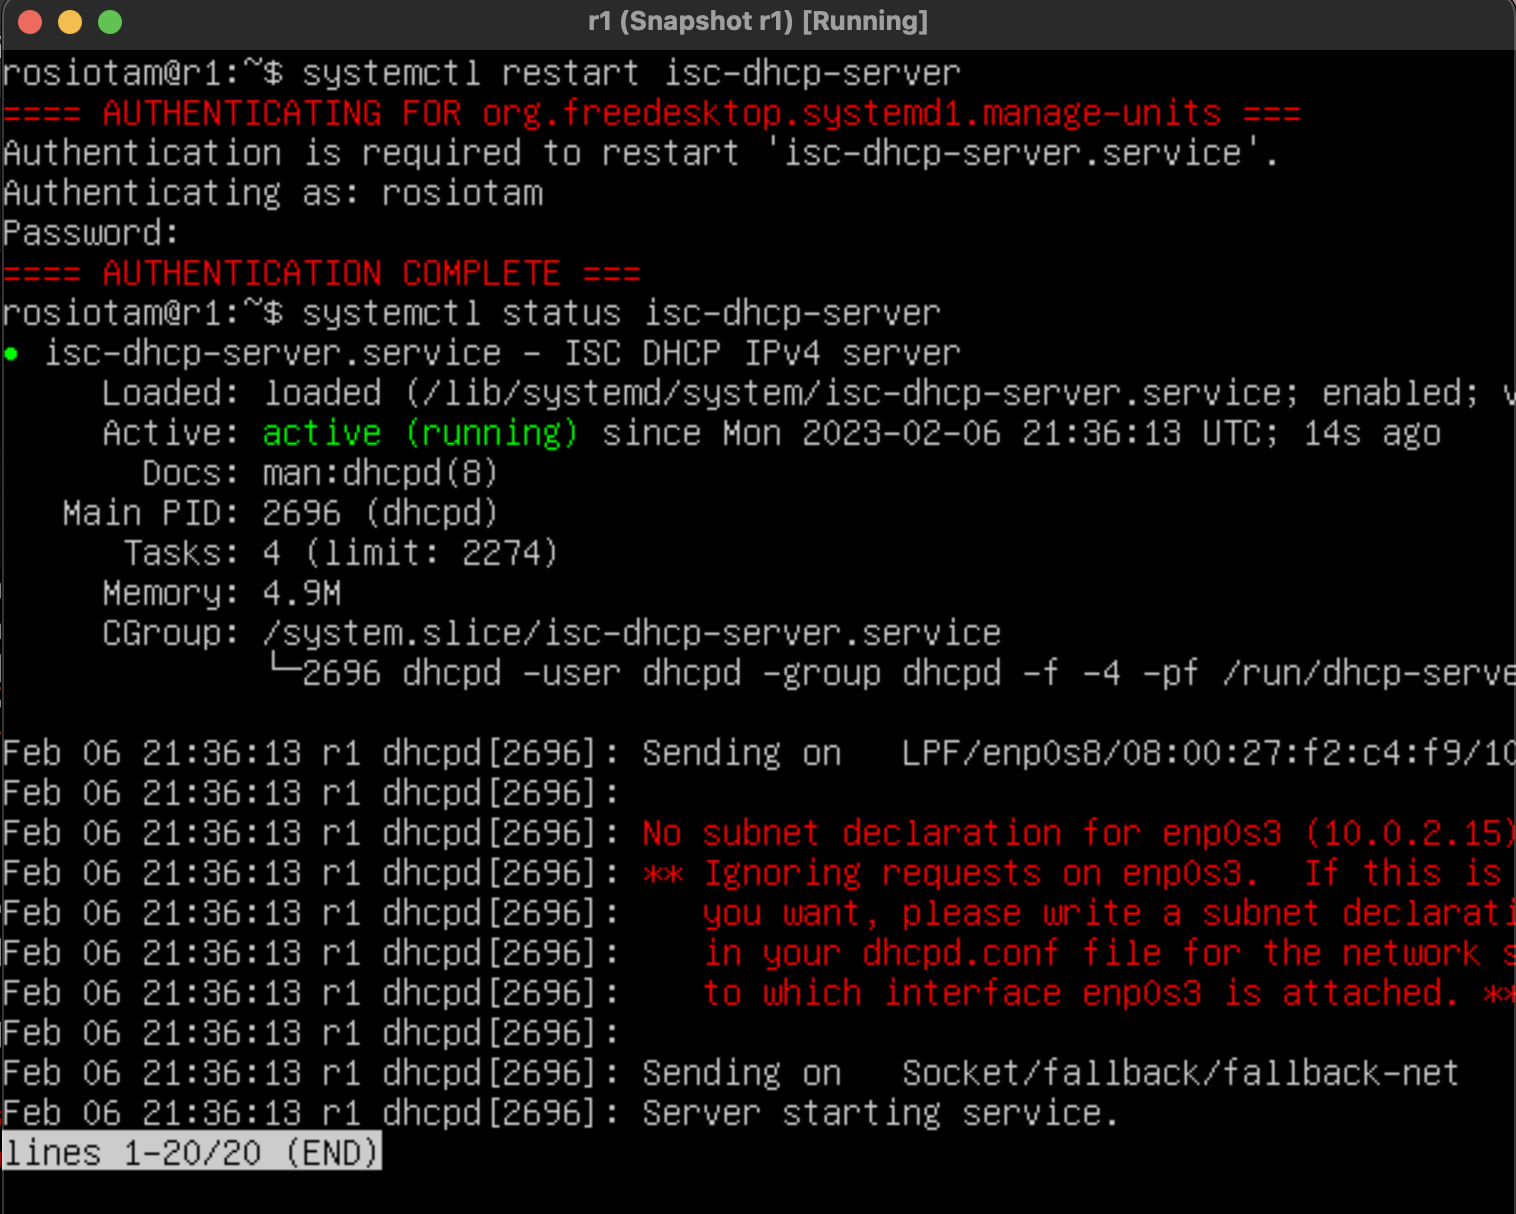 r1 (Snapshot r1) [Running]
rosiotam@r1:~$ systemctl restart isc-dhcp-server
==== AUTHENTICATING FOR org.freedesktop.systemd1.manage-units ===
Authentication is required to restart 'isc-dhcp-server.service'.
Authenticating as: rosiotam
Password:
==== AUTHENTICATION COMPLETE ===
rosiotam@r1:~$ systemctl status isc-dhcp-server
● isc-dhcp-server.service - ISC DHCP IPv4 server
     Loaded: loaded (/lib/systemd/system/isc-dhcp-server.service; enabled; v
     Active: active (running) since Mon 2023-02-06 21:36:13 UTC; 14s ago
       Docs: man:dhcpd(8)
   Main PID: 2696 (dhcpd)
      Tasks: 4 (limit: 2274)
     Memory: 4.9M
     CGroup: /system.slice/isc-dhcp-server.service
             └─2696 dhcpd -user dhcpd -group dhcpd -f -4 -pf /run/dhcp-serve
Feb 06 21:36:13 r1 dhcpd[2696]: Sending on   LPF/enp0s8/08:00:27:f2:c4:f9/10
Feb 06 21:36:13 r1 dhcpd[2696]:
Feb 06 21:36:13 r1 dhcpd[2696]: No subnet declaration for enp0s3 (10.0.2.15)
Feb 06 21:36:13 r1 dhcpd[2696]: ** Ignoring requests on enp0s3.  If this is
Feb 06 21:36:13 r1 dhcpd[2696]:    you want, please write a subnet declarati
Feb 06 21:36:13 r1 dhcpd[2696]:    in your dhcpd.conf file for the network s
Feb 06 21:36:13 r1 dhcpd[2696]:    to which interface enp0s3 is attached. **
Feb 06 21:36:13 r1 dhcpd[2696]:
Feb 06 21:36:13 r1 dhcpd[2696]: Sending on   Socket/fallback/fallback-net
Feb 06 21:36:13 r1 dhcpd[2696]: Server starting service.
lines 1-20/20 (END)